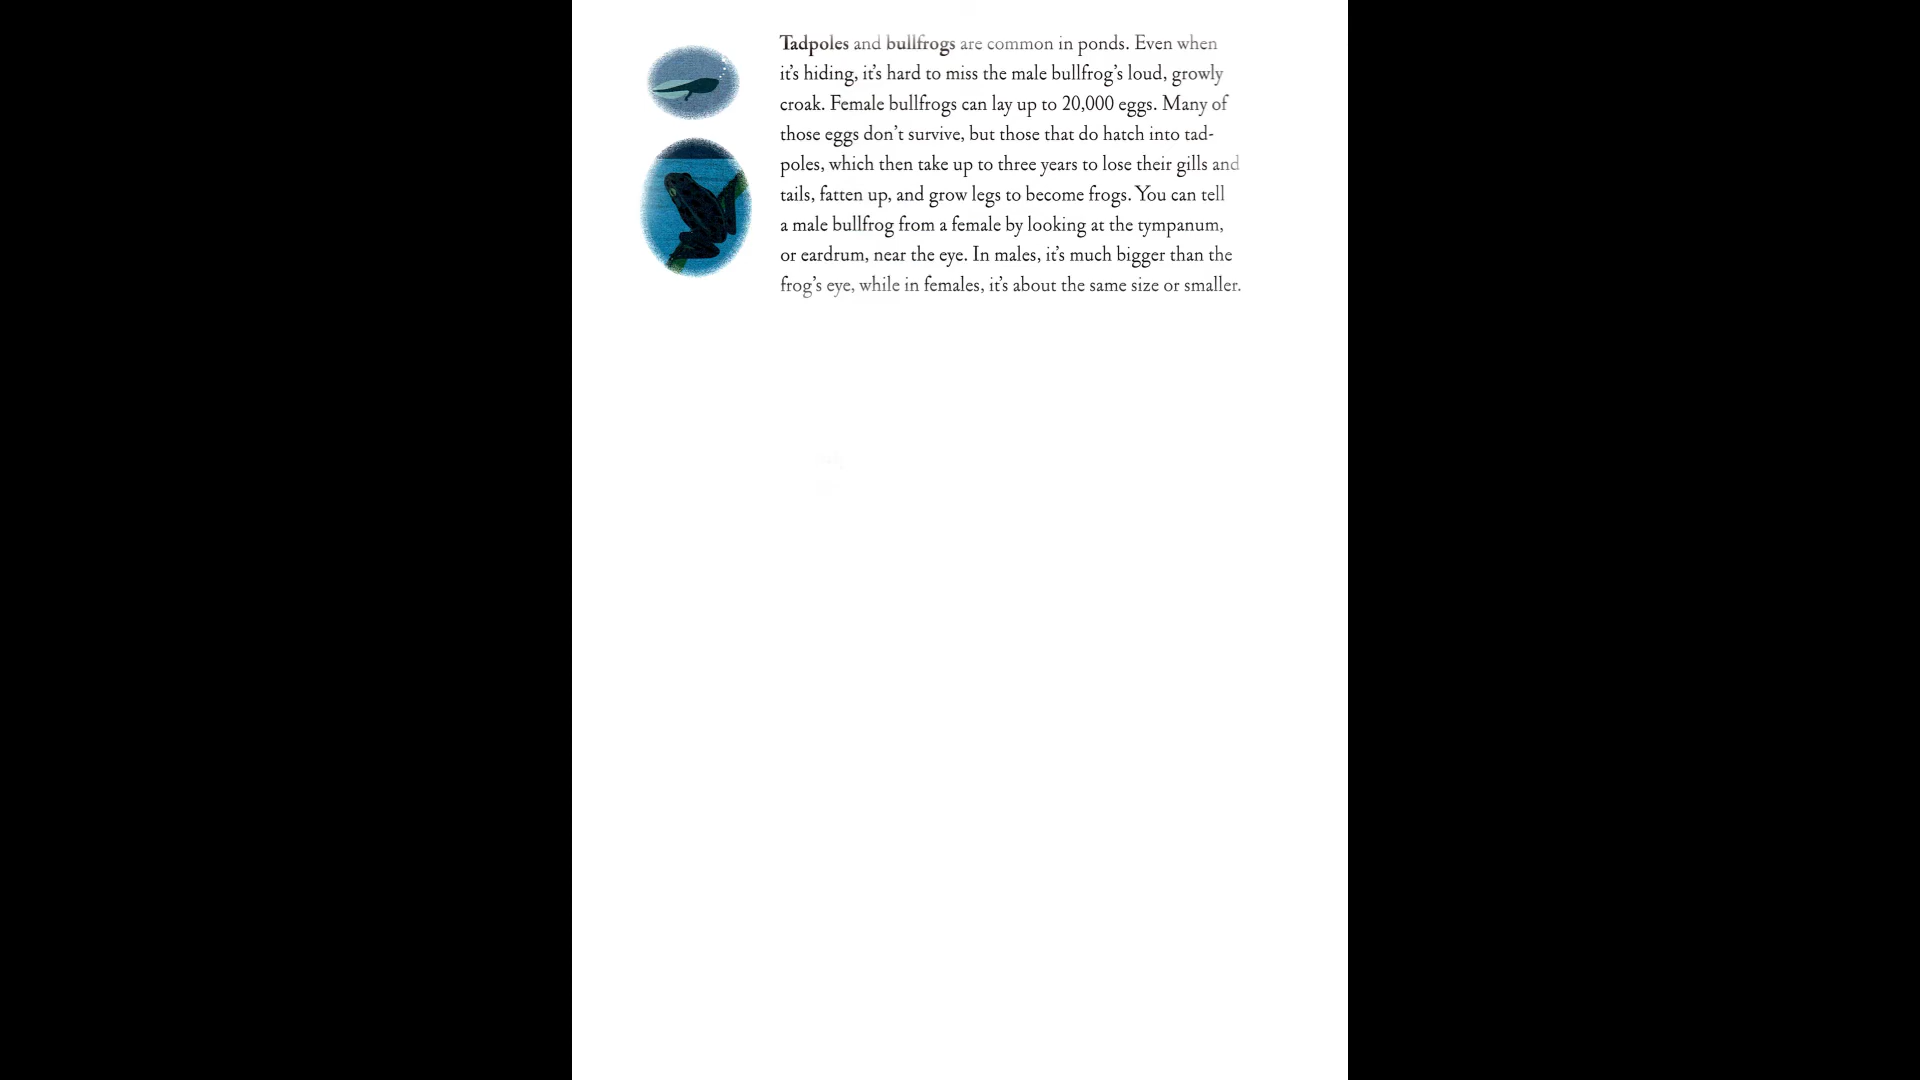 Tadpoles and bullfrogs are common in ponds. Even when
it’s hiding, it’s hard to miss the male bullfrog’s loud, growly
croak. Female bullfrogs can lay up to 20,000 eggs. Many of
those eggs don’t survive, but those that do hatch into tad-
poles, which then take up to three years to lose their gills and
tails, fatten up, and grow legs to become frogs. You can tell
a male bullfrog from a female by looking at the tympanum,
or eardrum, near the eye. In males, it’s much bigger than the
frog’s eye, while in females, it’s about the same size or smaller.